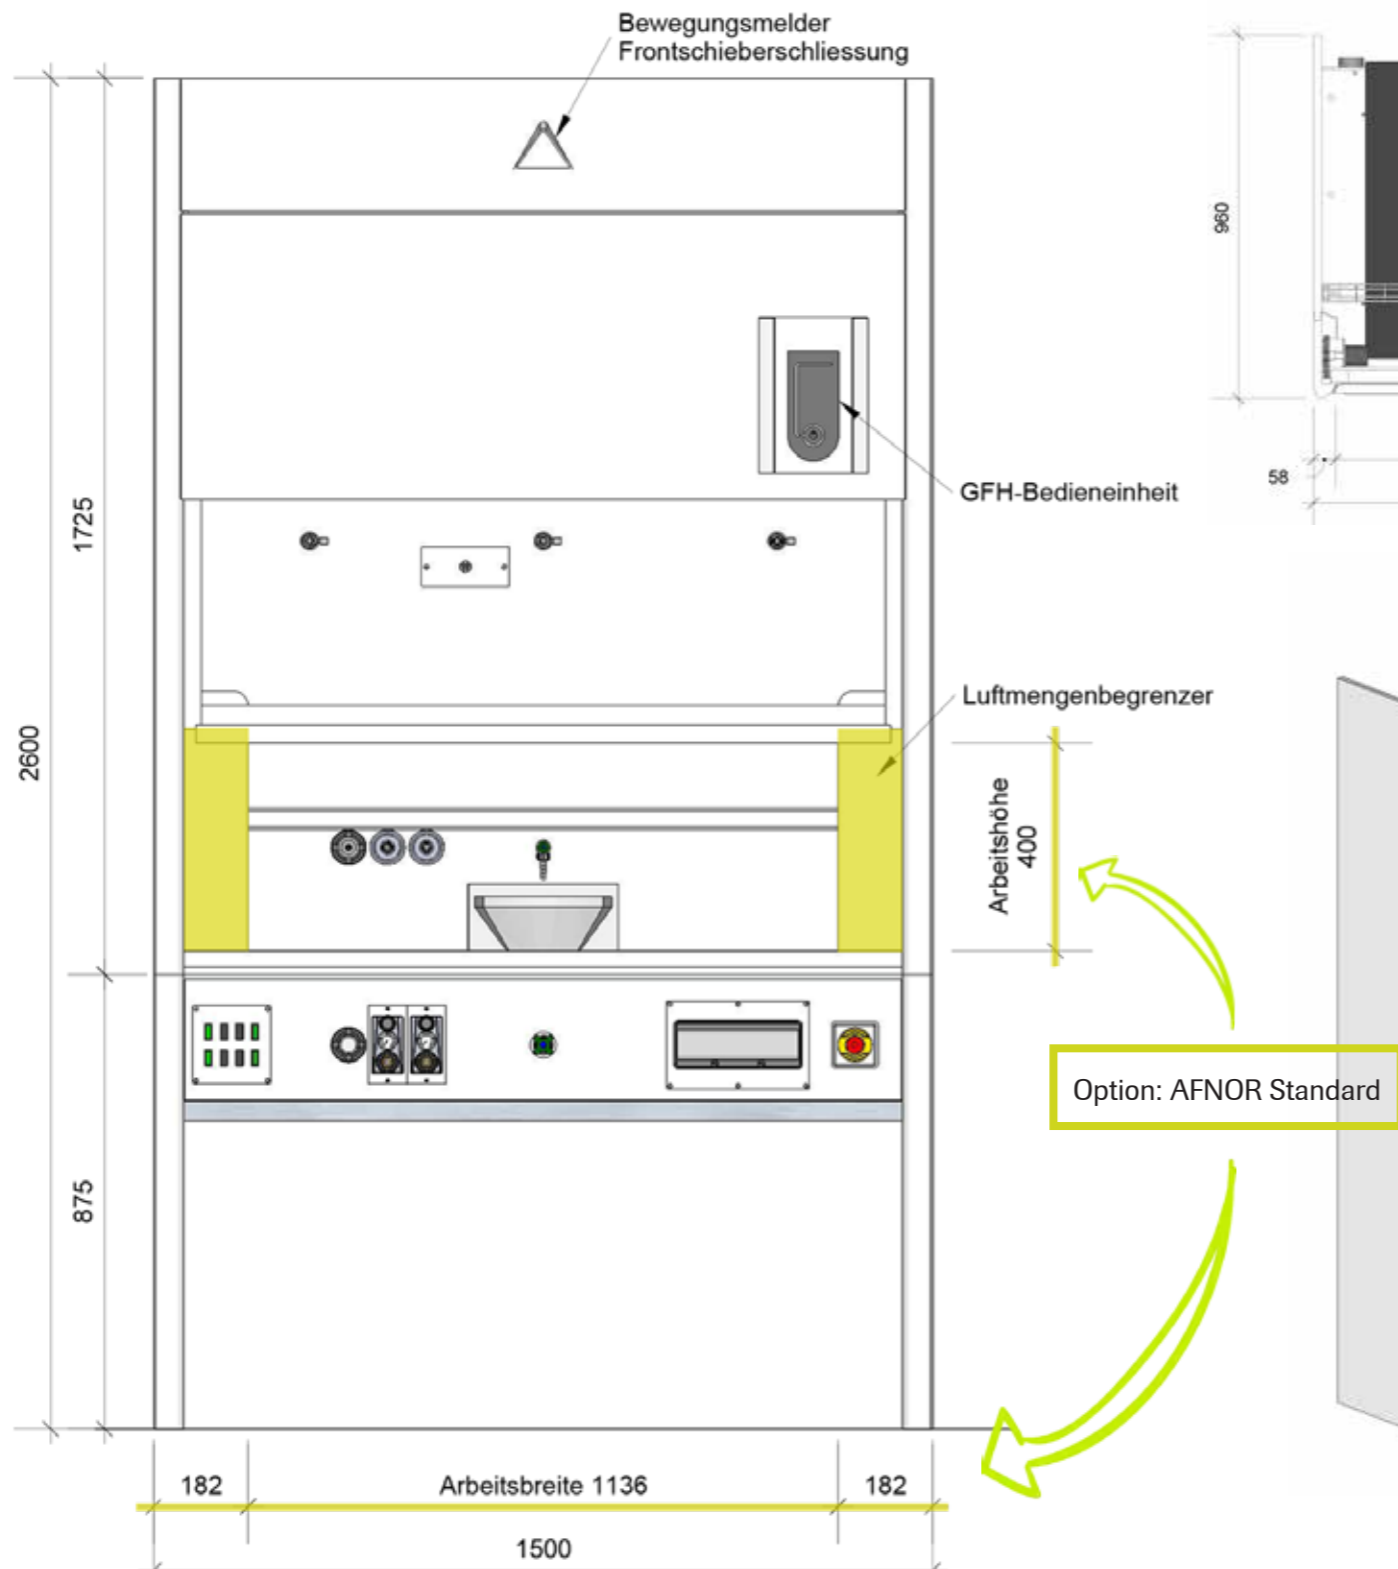 Bewegungsmelder
Frontschieberschliessung
960
58
GFH-Bedieneinheit
1725
Luftmengenbegrenzer
2600
Arbeitshöhe
400
Option: AFNOR Standard
875
182
Arbeitsbreite 1136
182
1500